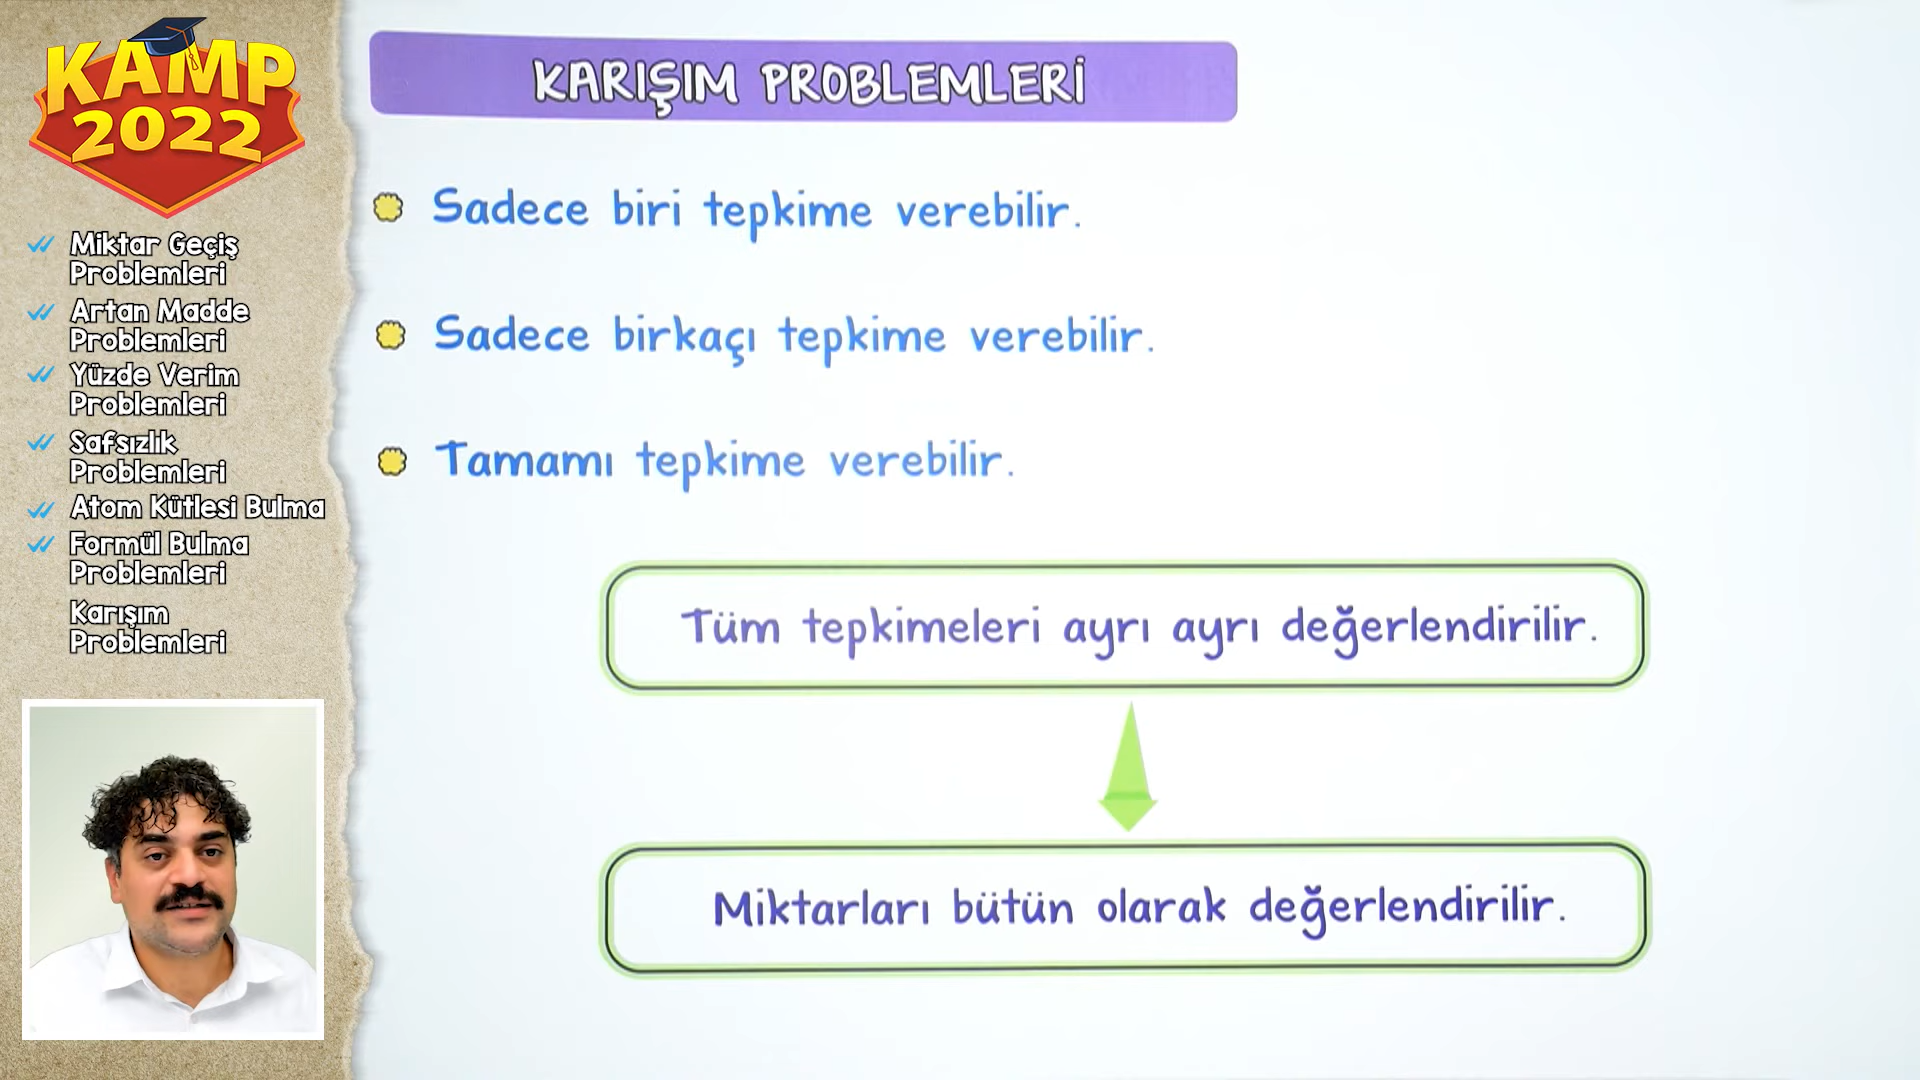 KAMP
2022
Miktar Geçiş
Problemleri
Artan Madde
Problemleri
Yüzde Verim
Problemleri
Safsızlık
Problemleri
Atom Kütlesi Bulma
Formül Bulma
Problemleri
Karışım
Problemleri
KARIŞIM PROBLEMLERİ
Sadece biri tepkime verebilir.
Sadece birkaçı tepkime verebilir.
Tamamı tepkime verebilir.
Tüm tepkimeleri ayrı ayrı değerlendirilir.
Miktarları bütün olarak değerlendirilir.